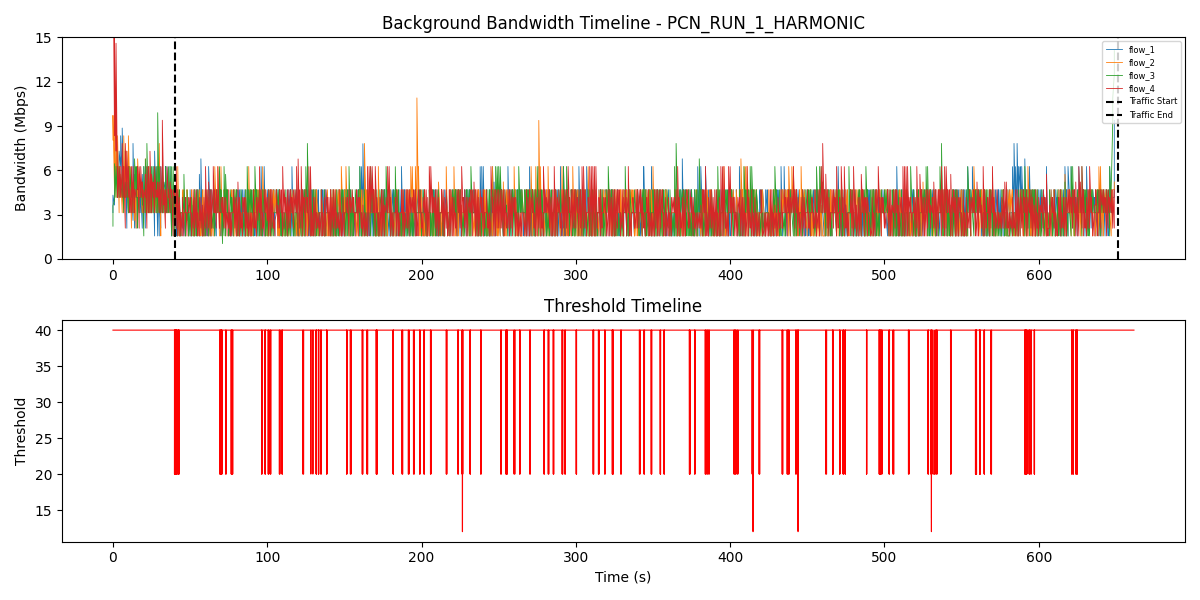 Background Bandwidth Timeline - PCN_RUN_1_HARMONIC
Bandwidth (Mbps)
15
12
9
6
3
0
flow_1
flow_2
flow_3
flow_4
Traffic Start
Traffic End
0 100 200 300 400 500 600
Threshold Timeline
Threshold
40
35
30
25
20
15
0 100 200 300 400 500 600
Time (s)